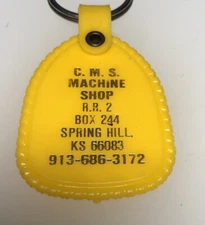 C. M. S.
MACHINE
SHOP
R.R. 2
BOX 244
SPRING HILL,
KS 66083
913-686-3172